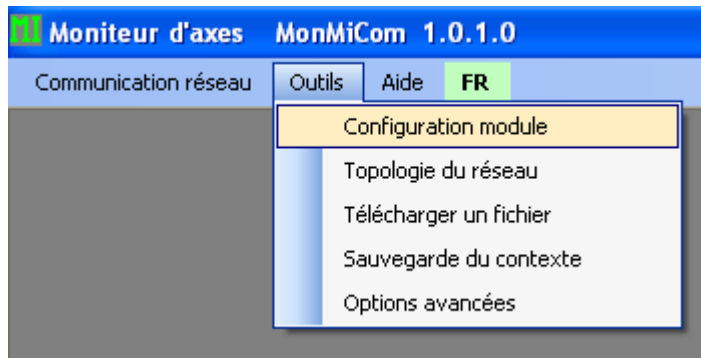 MI Moniteur d'axes MonMiCom 1.0.1.0
Communication réseau Outils Aide FR
Configuration module
Topologie du réseau
Télécharger un fichier
Sauvegarde du contexte
Options avancées